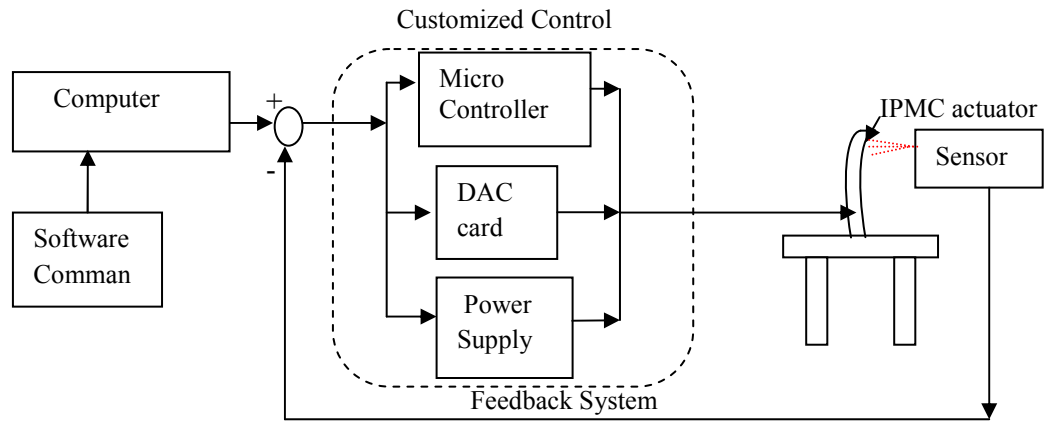 Customized Control
Computer
+
-
Software
Comman
Micro
Controller
DAC
card
Power
Supply
Feedback System
IPMC actuator
Sensor